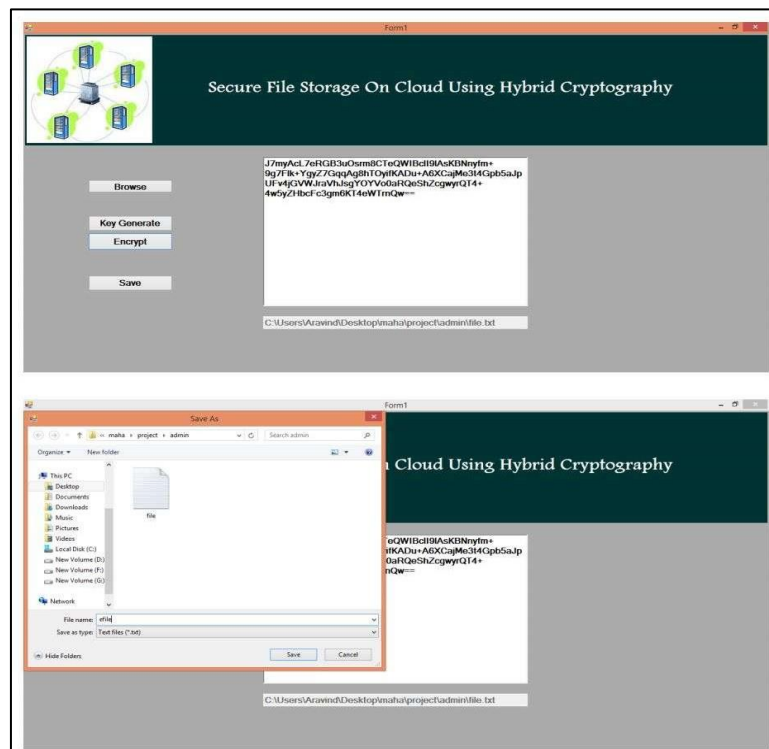 Form1
Secure File Storage On Cloud Using Hybrid Cryptography
Browse
Key Generate
Encrypt
Save
J7myAcL7eRGB3uOsrm8CTeQWIBcII9IAsKBNnyfm+
9g7Flk+YgyZ7GqqAg8hTOyifKADu+A6XCajMe3t4Gpb5aJp
UFv4jGVWJraVhJsgYOYVo0aRQeShZcgwyrQT4+
4w5yZHbcFc3gm6KT4eWTrnQw==
C:\Users\Aravind\Desktop\maha\project\admin\file.txt
Form1
Save As
« maha › project › admin
Search admin
Organize
New folder
This PC
Desktop
Documents
Downloads
Music
Pictures
Videos
Local Disk (C:)
New Volume (D:)
New Volume (F:)
New Volume (G:)
Network
file
File name: efile
Save as type: Text files (*.txt)
Hide Folders
Save
Cancel
Cloud Using Hybrid Cryptography
eQWIBcII9IAsKBNnyfm+
ifKADu+A6XCajMe3t4Gpb5aJp
0aRQeShZcgwyrQT4+
nQw==
C:\Users\Aravind\Desktop\maha\project\admin\file.txt